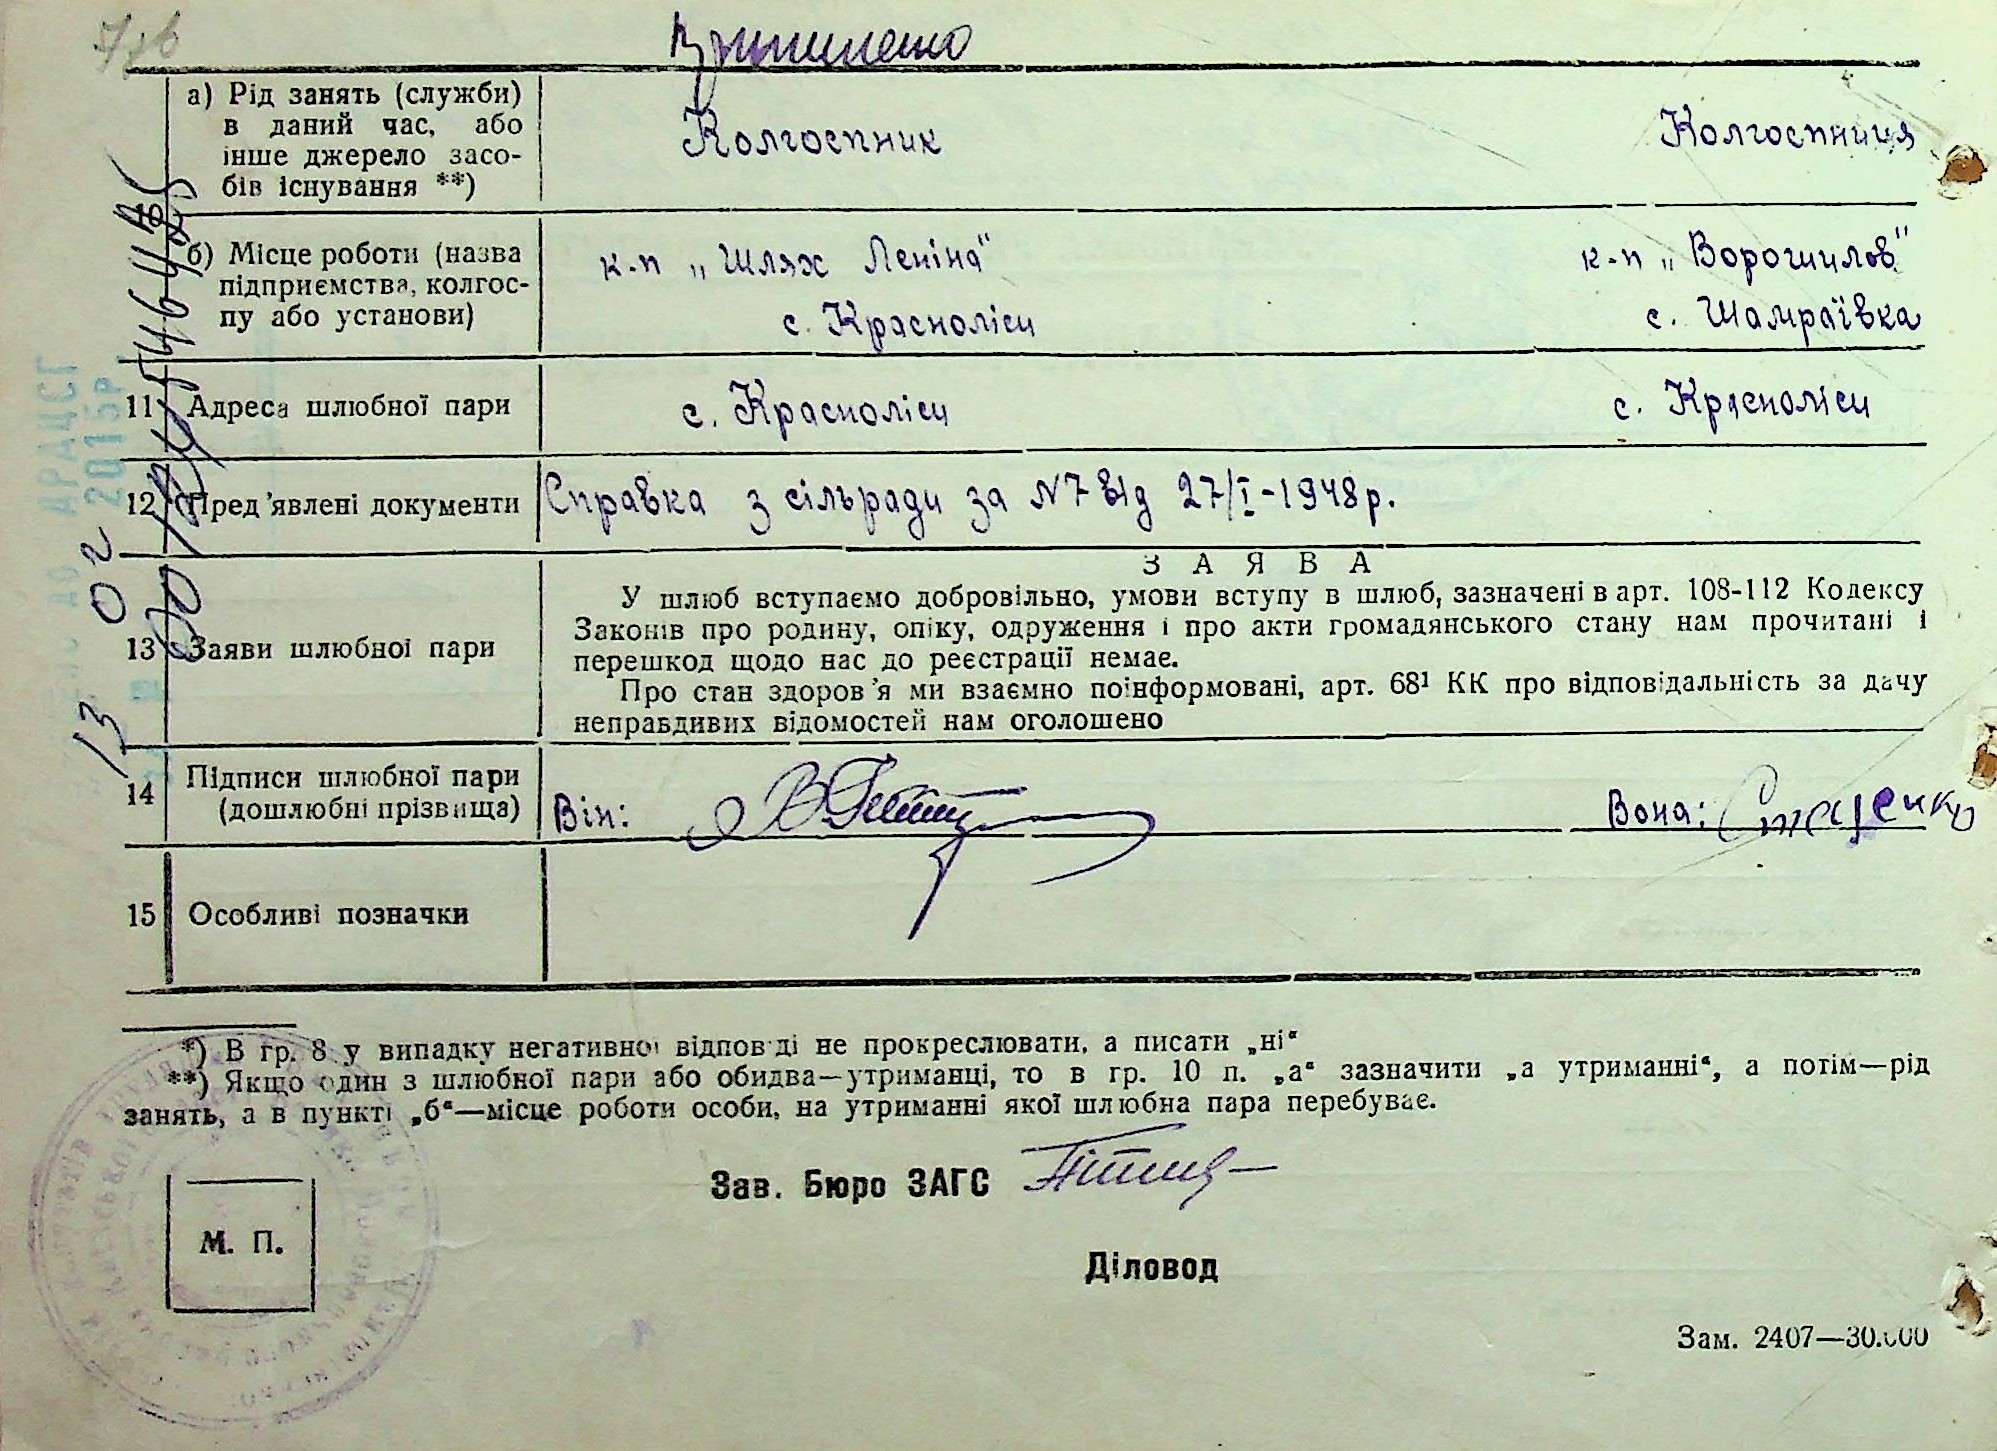 а) Рід занять (служби)
в даний час, або
інше джерело засо-
бів існування **)
Колгоспник
Колгоспниця
10
б) Місце роботи (назва
підприємства, колгос-
пу або установи)
к-п „Шлях Леніна"
с. Красноліси
к-п „Ворошилов"
с. Шамраївка
11 Адреса шлюбної пари
с. Красноліси
с. Красноліси
12 Пред'явлені документи
Справка з сільради за N7 від 27/I-1948р.
13 Заяви шлюбної пари
ЗАЯВА
У шлюб вступаємо добровільно, умови вступу в шлюб, зазначені в арт. 108-112 Кодексу
Законів про родину, опіку, одруження і про акти громадянського стану нам прочитані і
перешкод щодо нас до реєстрації немає.
Про стан здоров'я ми взаємно поінформовані, арт. 68¹ КК про відповідальність за дачу
неправдивих відомостей нам оголошено
14 Підписи шлюбної пари
(дошлюбні прізвища)
Він:
Вона:
15 Особливі позначки
*) В гр. 8 у випадку негативної відповіді не прокреслювати, а писати „ні“
**) Якщо один з шлюбної пари або обидва—утриманці, то в гр. 10 п. „а“ зазначити „а утриманні“, а потім—рід
занять, а в пункті „б“—місце роботи особи, на утриманні якої шлюбна пара перебуває.
Зав. Бюро ЗАГС
М. П.
Діловод
Зам. 2407—30.000